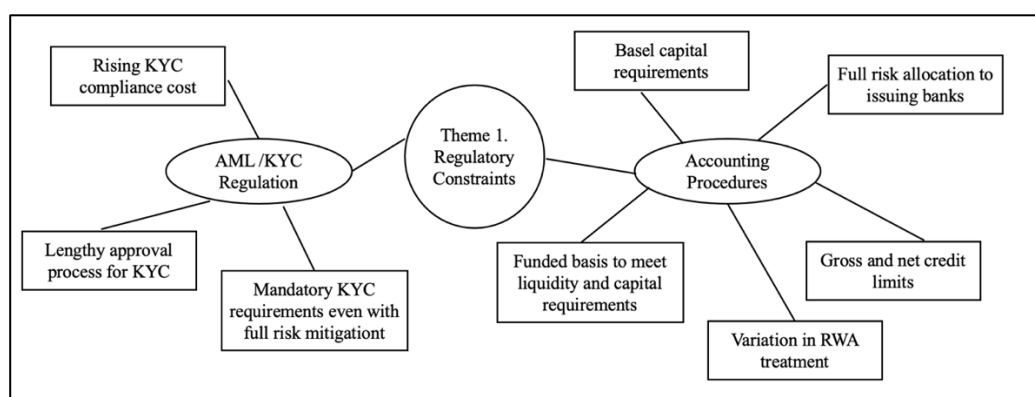 Rising KYC
compliance cost
AML /KYC
Regulation
Lengthy approval
process for KYC
Mandatory KYC
requirements even with
full risk mitigationt
Theme 1.
Regulatory
Constraints
Basel capital
requirements
Full risk allocation to
issuing banks
Accounting
Procedures
Funded basis to meet
liquidity and capital
requirements
Gross and net credit
limits
Variation in RWA
treatment